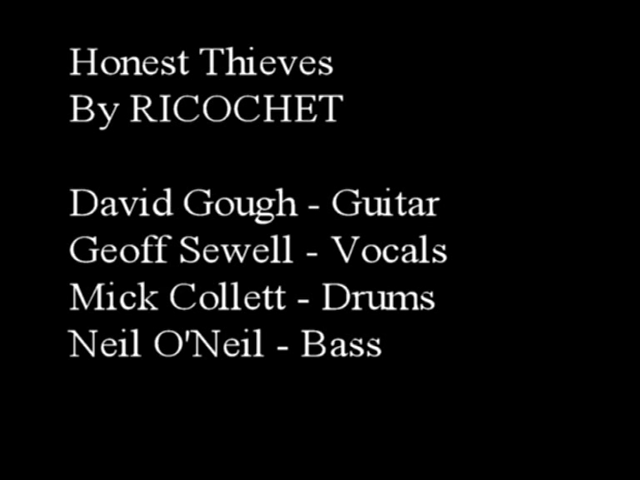 Honest Thieves
By RICOCHET
David Gough - Guitar
Geoff Sewell - Vocals
Mick Collett - Drums
Neil O'Neil - Bass